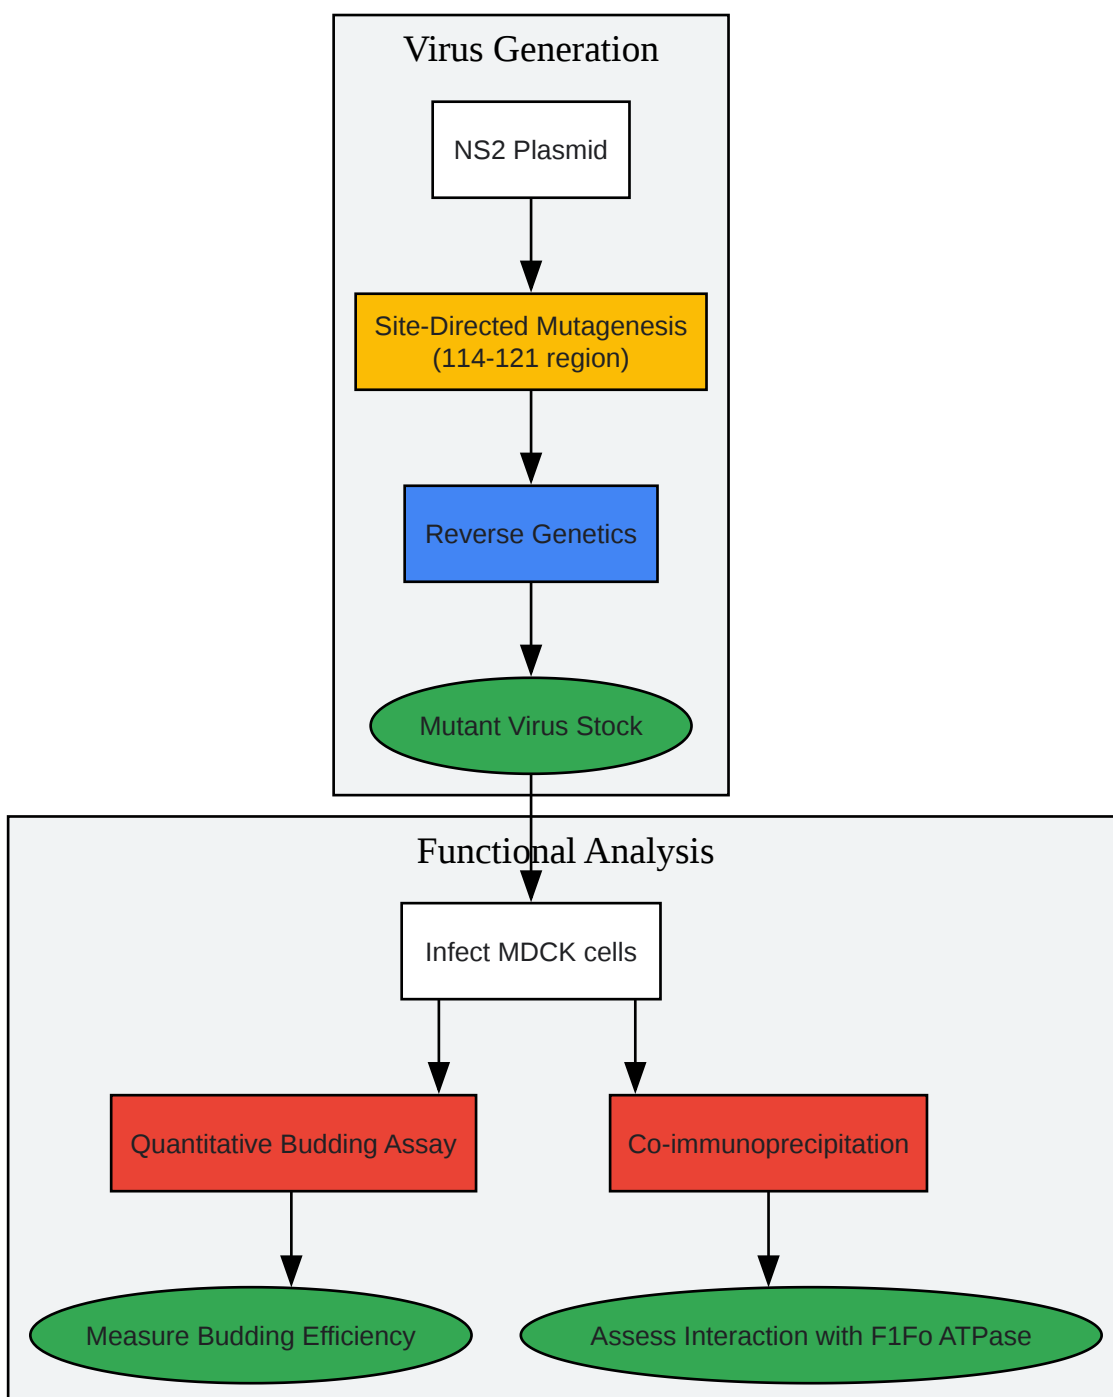 Virus Generation
NS2 Plasmid
Site-Directed Mutagenesis
(114-121 region)
Reverse Genetics
Mutant Virus Stock
Functional Analysis
Infect MDCK cells
Quantitative Budding Assay
Co-immunoprecipitation
Measure Budding Efficiency
Assess Interaction with F1Fo ATPase